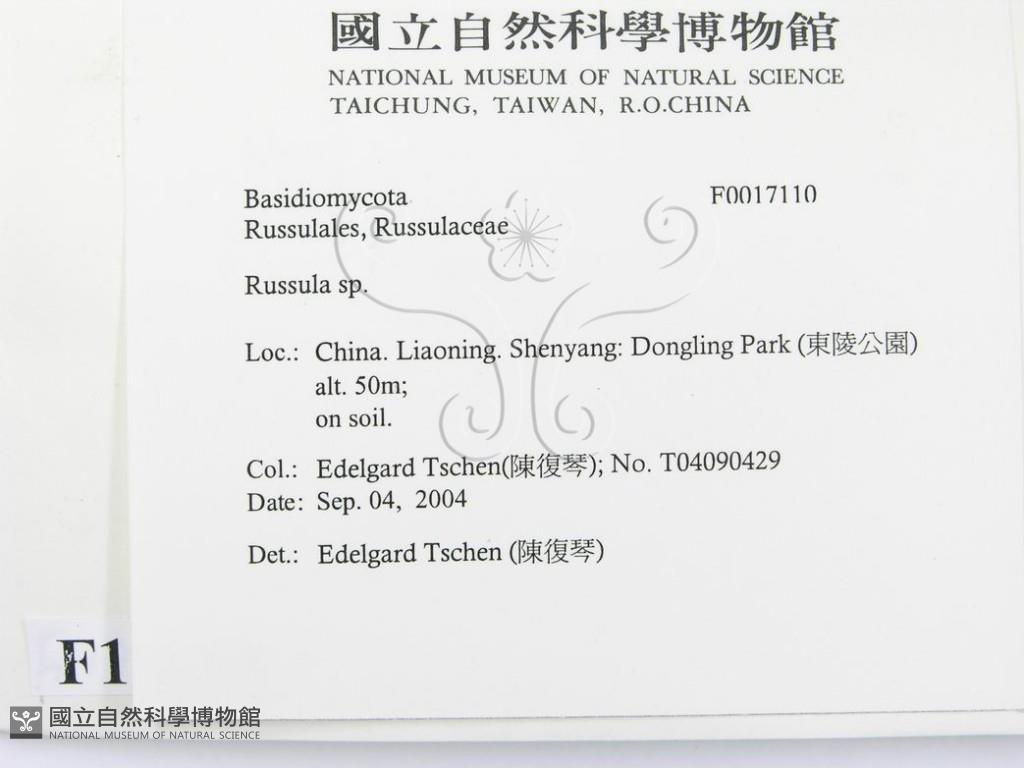 國立自然科學博物館
NATIONAL MUSEUM OF NATURAL SCIENCE
TAICHUNG, TAIWAN, R.O.CHINA
Basidiomycota F0017110
Russulales, Russulaceae
Russula sp.
Loc.: China. Liaoning. Shenyang: Dongling Park (東陵公園)
alt. 50m;
on soil.
Col.: Edelgard Tschen(陳復琴); No. T04090429
Date: Sep. 04, 2004
Det.: Edelgard Tschen (陳復琴)
F1
國立自然科學博物館
NATIONAL MUSEUM OF NATURAL SCIENCE